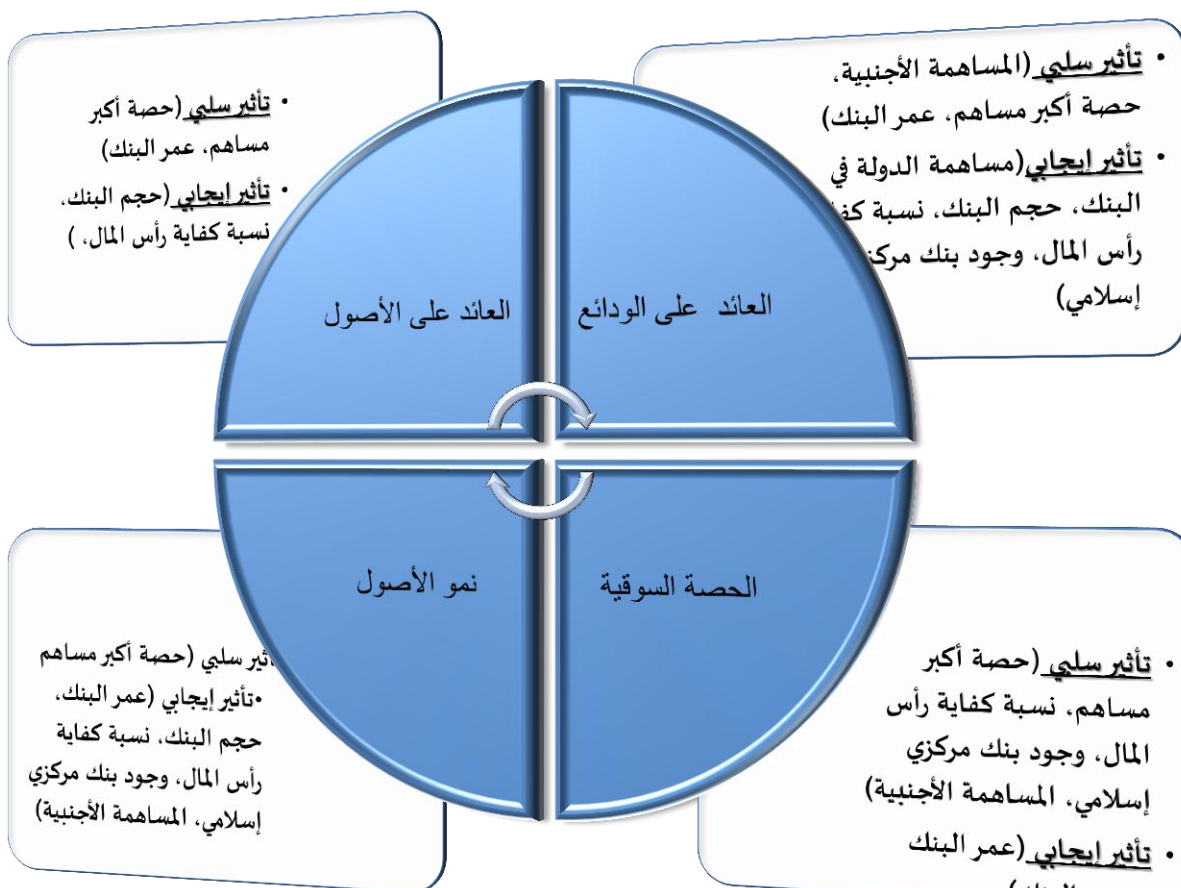 • تأثير سلبي (المساهمة الأجنبية،
حصة أكبر مساهم، عمر البنك)
• تأثير إيجابي(مساهمة الدولة في
البنك، حجم البنك، نسبة
رأس المال، وجود بنك
إسلامي)
• تأثير سلبي (حصة أكبر
مساهم، عمر البنك)
• تأثير إيجابي (حجم البنك،
نسبة كفاية رأس المال، )
العائد على الودائع
العائد على الأصول
الحصة السوقية
نمو الأصول
• تأثير سلبي (حصة أكبر
مساهم، نسبة كفاية رأس
المال، وجود بنك مركزي
إسلامي، المساهمة الأجنبية)
• تأثير إيجابي (عمر البنك
سلبي (حصة أكبر مساهم
•تأثير إيجابي (عمر البنك،
حجم البنك، نسبة كفاية
رأس المال، وجود بنك مركزي
إسلامي، المساهمة الأجنبية)